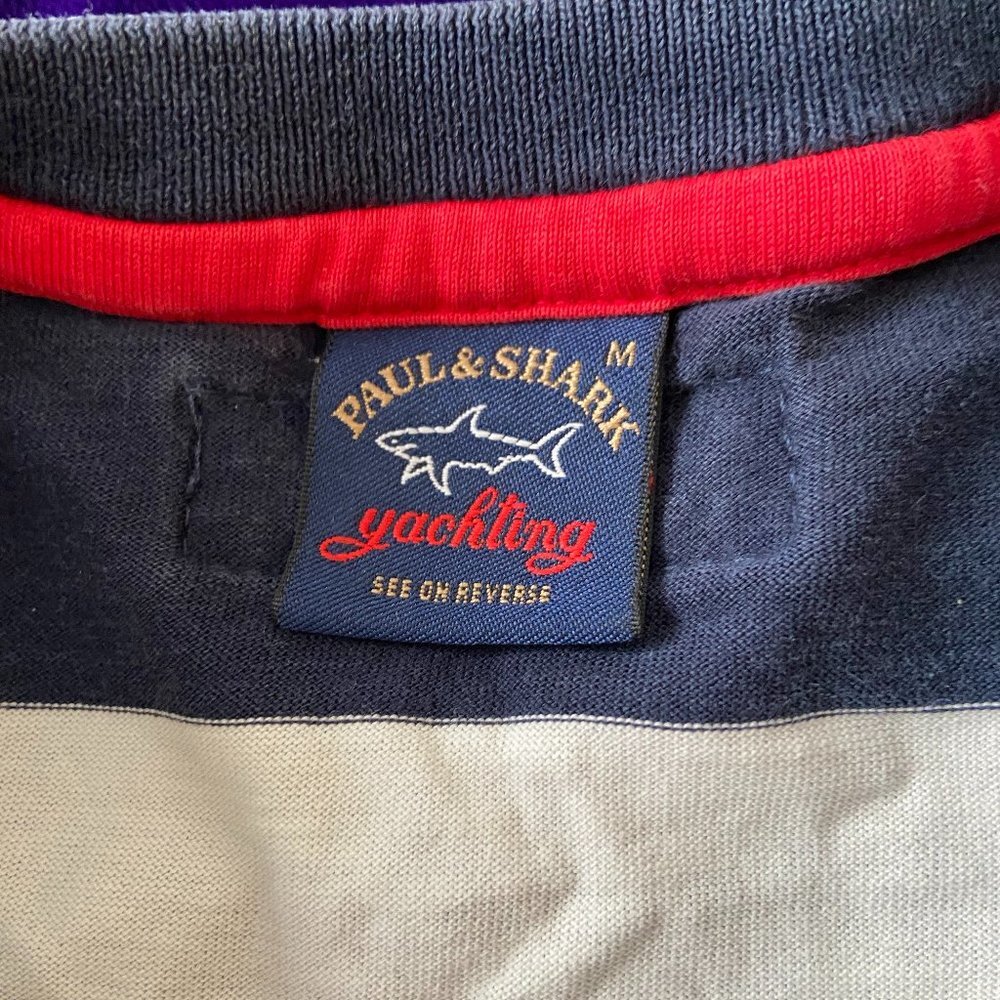 PAUL & SHARK
M
yachting
SEE ON REVERSE